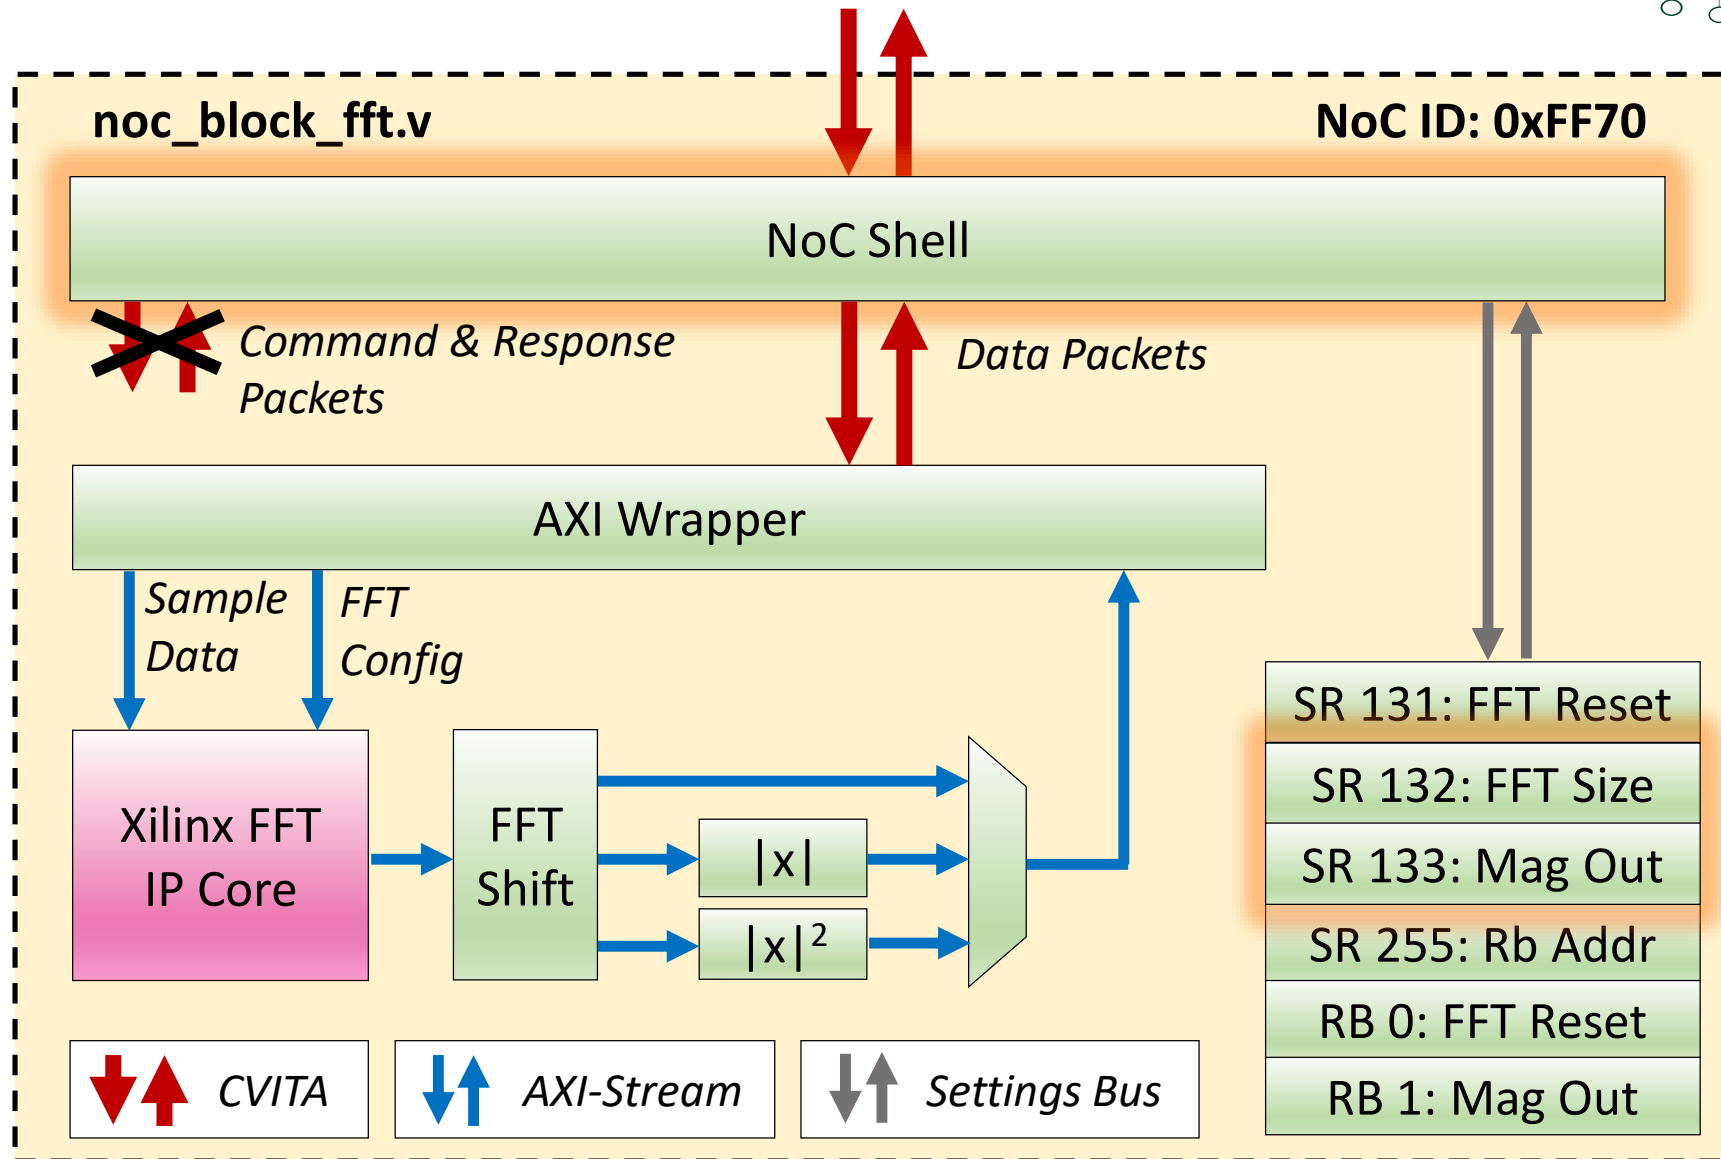 noc_block_fft.v
NoC ID: 0xFF70
NoC Shell
Command & Response
Packets
Data Packets
AXI Wrapper
Sample
Data
FFT
Config
Xilinx FFT
IP Core
FFT
Shift
|x|
|x|²
SR 131: FFT Reset
SR 132: FFT Size
SR 133: Mag Out
SR 255: Rb Addr
RB 0: FFT Reset
RB 1: Mag Out
CVITA
AXI-Stream
Settings Bus